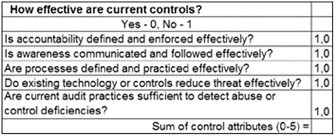 How effective are current controls?
Yes - 0, No - 1
Is accountability defined and enforced effectively? 1,0
Is awareness communicated and followed effectively? 1,0
Are processes defined and practiced effectively? 1,0
Do existing technology or controls reduce threat effectively? 1,0
Are current audit practices sufficient to detect abuse or
control deficiencies? 1,0
Sum of control attributes (0-5) =